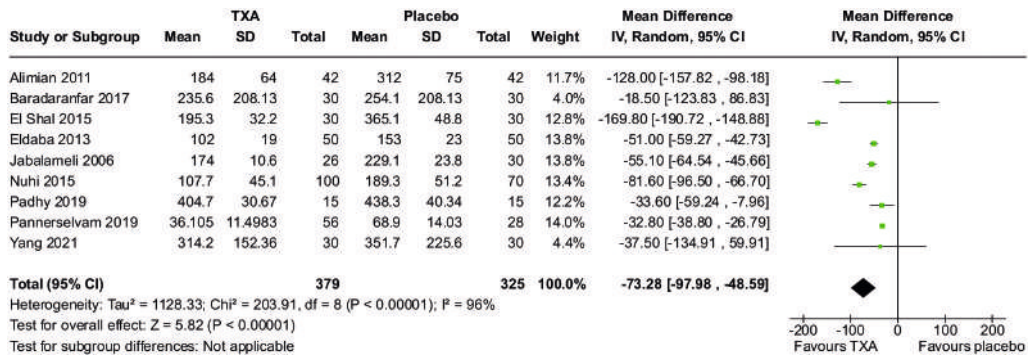 TXA Placebo Mean Difference Mean Difference
Study or Subgroup Mean SD Total Mean SD Total Weight IV, Random, 95% CI IV, Random, 95% CI
Alimian 2011 184 64 42 312 75 42 11.7% -128.00 [-157.82 , -98.18]
Baradaranfar 2017 235.6 208.13 30 254.1 208.13 30 4.0% -18.50 [-123.83 , 86.83]
El Shal 2015 195.3 32.2 30 365.1 48.8 30 12.8% -169.80 [-190.72 , -148.88]
Eldaba 2013 102 19 50 153 23 50 13.8% -51.00 [-59.27 , -42.73]
Jabalameli 2006 174 10.6 26 229.1 23.8 30 13.8% -55.10 [-64.54 , -45.66]
Nuhi 2015 107.7 45.1 100 189.3 51.2 70 13.4% -81.60 [-96.50 , -66.70]
Padhy 2019 404.7 30.67 15 438.3 40.34 15 12.2% -33.60 [-59.24 , -7.96]
Pannerselvam 2019 36.105 11.4983 56 68.9 14.03 28 14.0% -32.80 [-38.80 , -26.79]
Yang 2021 314.2 152.36 30 351.7 225.6 30 4.4% -37.50 [-134.91 , 59.91]
Total (95% CI) 379 325 100.0% -73.28 [-97.98 , -48.59]
Heterogeneity: Tau² = 1128.33; Chi² = 203.91, df = 8 (P < 0.00001); I² = 96%
Test for overall effect: Z = 5.82 (P < 0.00001)
Test for subgroup differences: Not applicable
-200 -100 0 100 200
Favours TXA Favours placebo